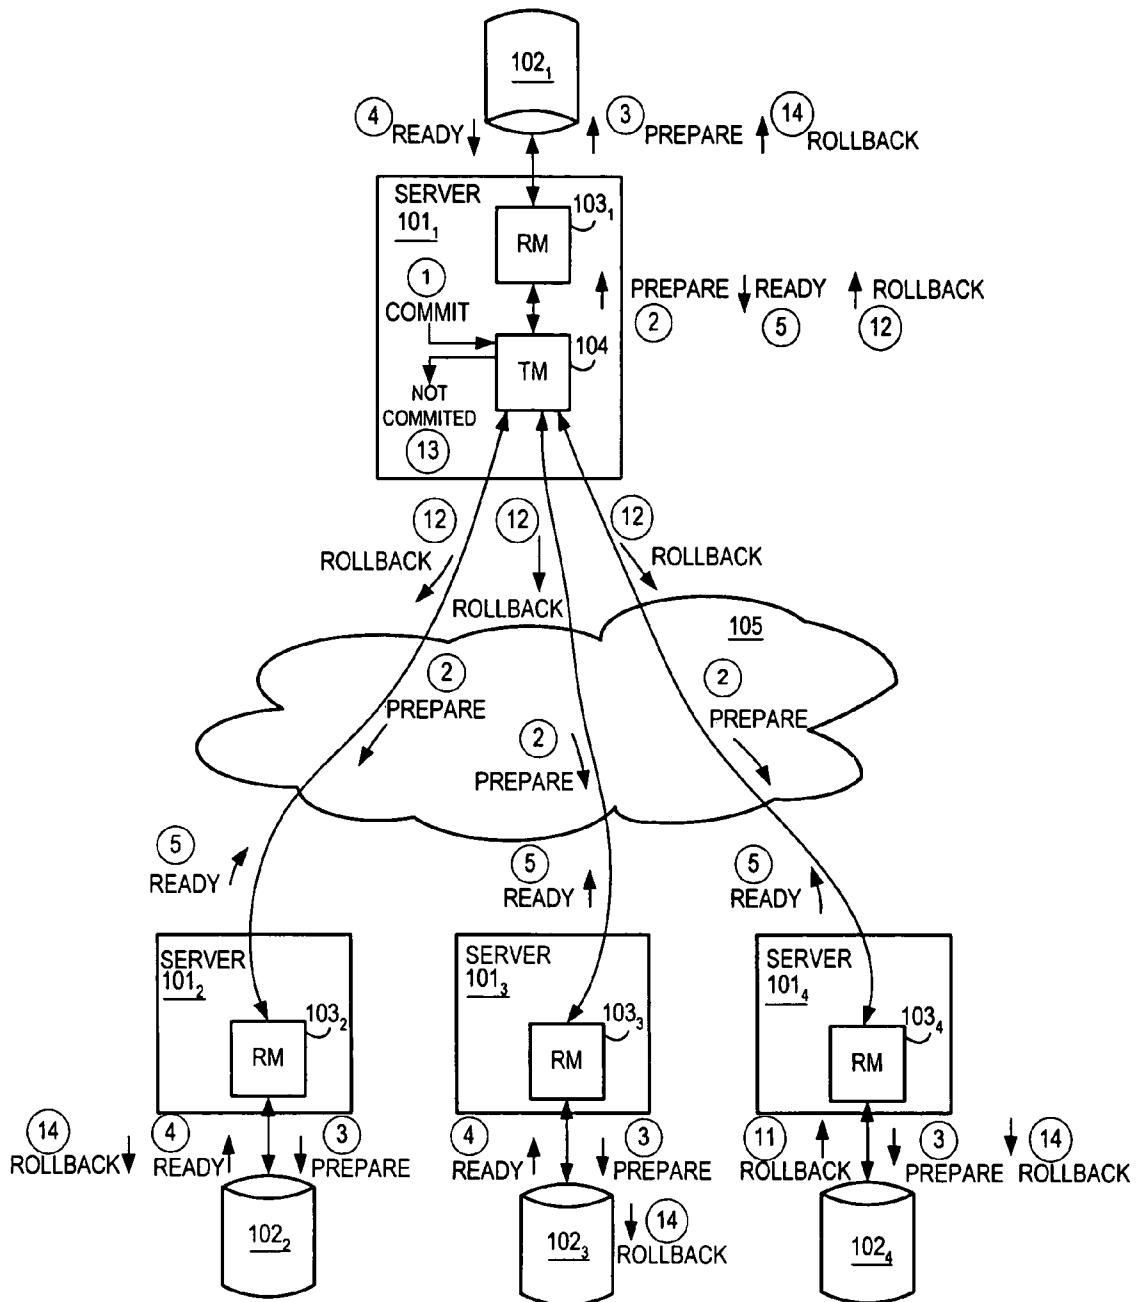 102₁
4 READY
3 PREPARE
14 ROLLBACK
SERVER
101₁
103₁
RM
1
COMMIT
PREPARE READY ROLLBACK
2 5 12
104
TM
NOT
COMMITED
13
12
ROLLBACK
12
ROLLBACK
12
ROLLBACK
105
2
PREPARE
2
PREPARE
2
PREPARE
5
READY
5
READY
5
READY
SERVER
101₂
103₂
RM
SERVER
101₃
103₃
RM
SERVER
101₄
103₄
RM
14
ROLLBACK
4
READY
3
PREPARE
4
READY
3
PREPARE
11
ROLLBACK
3
PREPARE
14
ROLLBACK
102₂
102₃
14
ROLLBACK
102₄